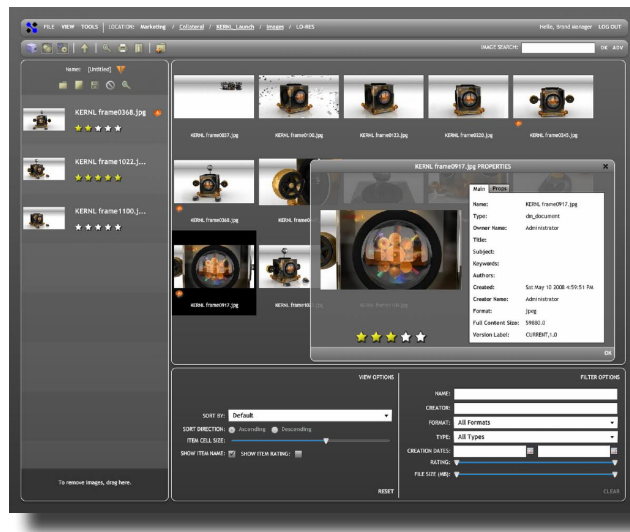 FILE VIEW TOOLS LOCATION: Marketing / Collateral / KERNL_Launch / Images / LO-RES
Hello, Brand Manager LOG OUT
IMAGE SEARCH: OK ADV
Name: [Untitled]
KERNL frame0368.jpg
KERNL frame1022.j...
KERNL frame1100.j...
To remove images, drag here.
KERNL frame0037.jpg KERNL frame0100.jpg KERNL frame0133.jpg KERNL frame0320.jpg KERNL frame0345.jpg
KERNL frame0368.jpg
KERNL frame0917.jpg
KERNL frame0917.jpg PROPERTIES
Main Props
Name: KERNL frame0917.jpg
Type: dm_document
Owner Name: Administrator
Title:
Subject:
Keywords:
Authors:
Created: Sat May 10 2008 4:59:51 PM
Creator Name: Administrator
Format: jpeg
Full Content Size: 59880.0
Version Label: CURRENT,1.0
OK
VIEW OPTIONS
SORT BY: Default
SORT DIRECTION: Ascending Descending
ITEM CELL SIZE:
SHOW ITEM NAME: SHOW ITEM RATING:
RESET
FILTER OPTIONS
NAME:
CREATOR:
FORMAT: All Formats
TYPE: All Types
CREATION DATES:
RATING:
FILE SIZE (MB):
CLEAR